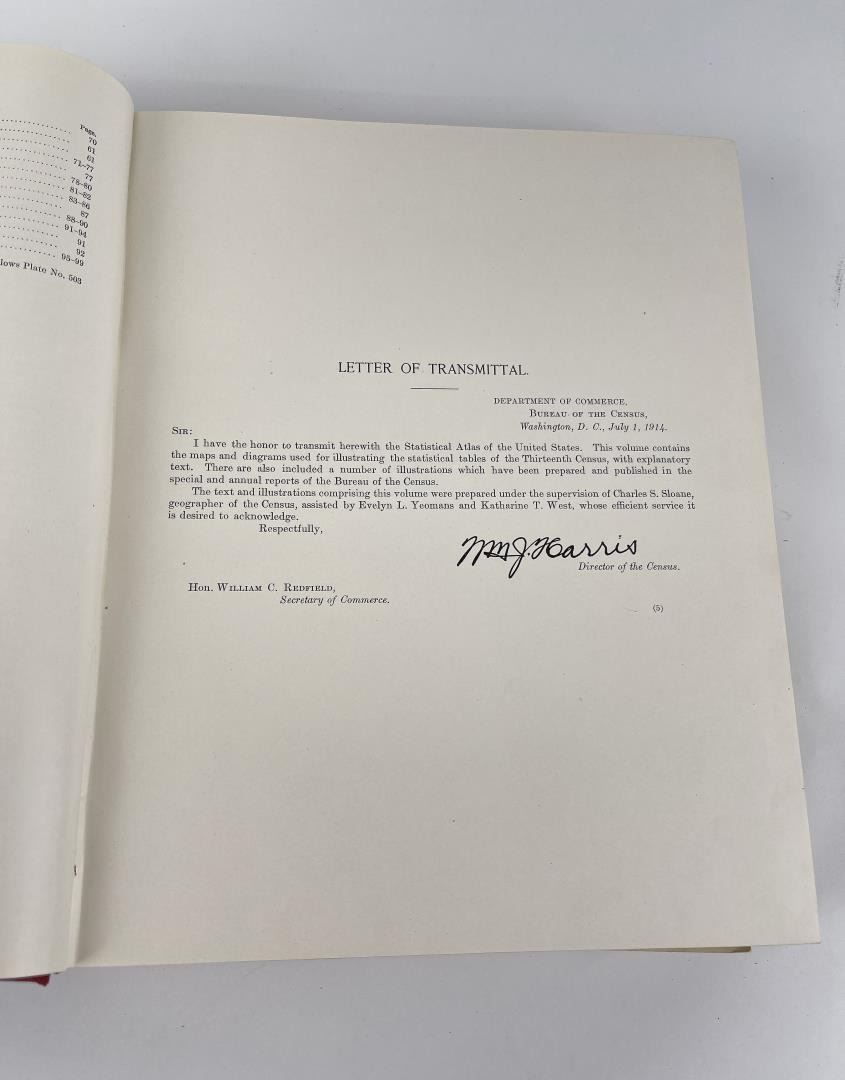 Page.
70
61
61
71–77
77
78–80
81–82
83–86
87
88–90
91–94
91
92
95–99
lows Plate No. 503
LETTER OF TRANSMITTAL.
DEPARTMENT OF COMMERCE,
BUREAU OF THE CENSUS,
Washington, D. C., July 1, 1914.
SIR:
I have the honor to transmit herewith the Statistical Atlas of the United States. This volume contains
the maps and diagrams used for illustrating the statistical tables of the Thirteenth Census, with explanatory
text. There are also included a number of illustrations which have been prepared and published in the
special and annual reports of the Bureau of the Census.
The text and illustrations comprising this volume were prepared under the supervision of Charles S. Sloane,
geographer of the Census, assisted by Evelyn L. Yeomans and Katharine T. West, whose efficient service it
is desired to acknowledge.
Respectfully,
Wm J. Harris
Director of the Census.
Hon. WILLIAM C. REDFIELD,
Secretary of Commerce.
(5)